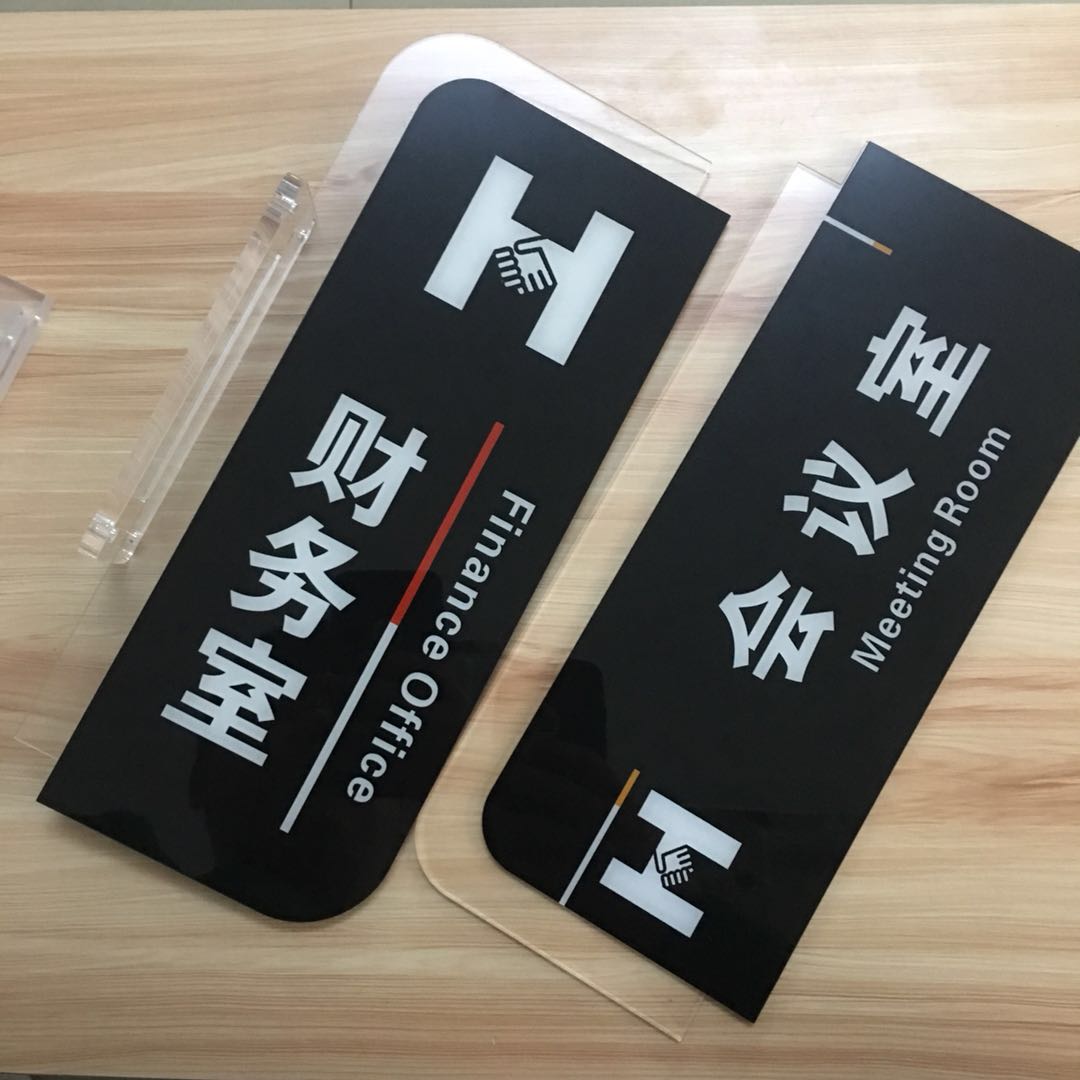 H
财务室
Finance Office
会议室
Meeting Room
H